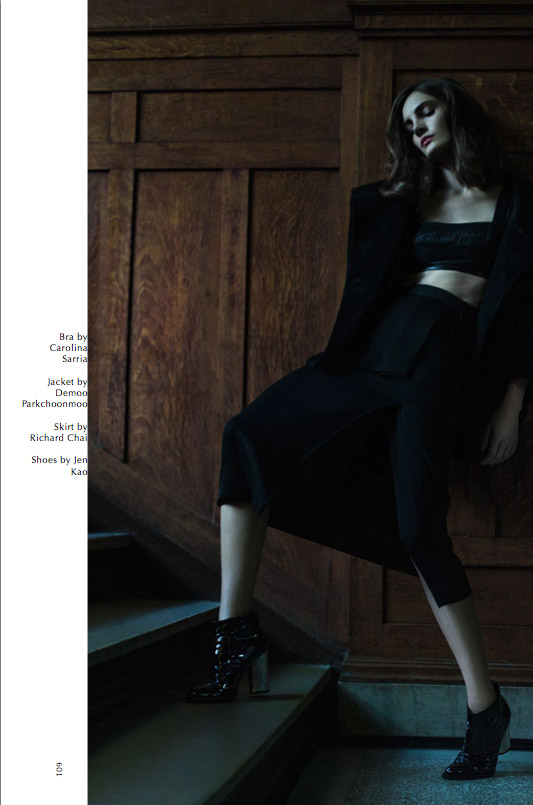 Bra by
Carolina
Sarria
Jacket by
Demoo
Parkchoonmoo
Skirt by
Richard Chai
Shoes by Jen
Kao
109